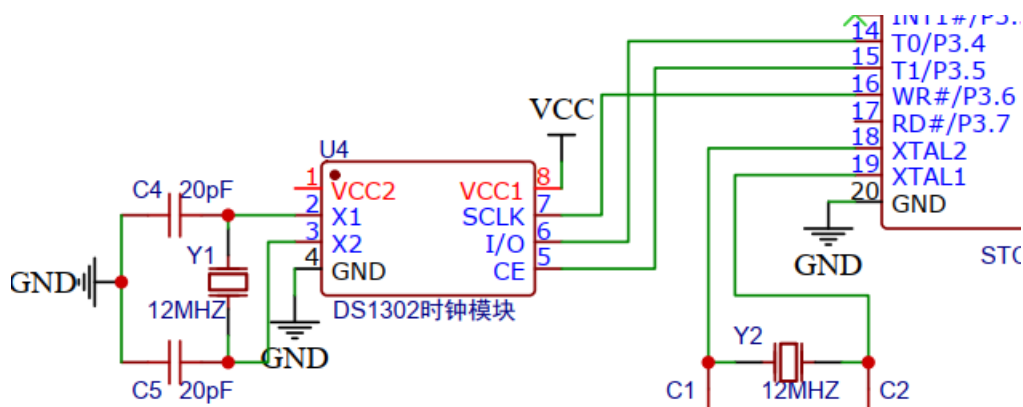 INT1#/P3.
14
T0/P3.4
15
T1/P3.5
16
WR#/P3.6
17
RD#/P3.7
18
XTAL2
19
XTAL1
20
GND
GND
STC
VCC
U4
1
VCC2
VCC1
8
2
X1
SCLK
7
3
X2
I/O
6
4
GND
CE
5
DS1302时钟模块
GND
C4
20pF
Y1
GND
12MHZ
C5
20pF
Y2
C1
12MHZ
C2